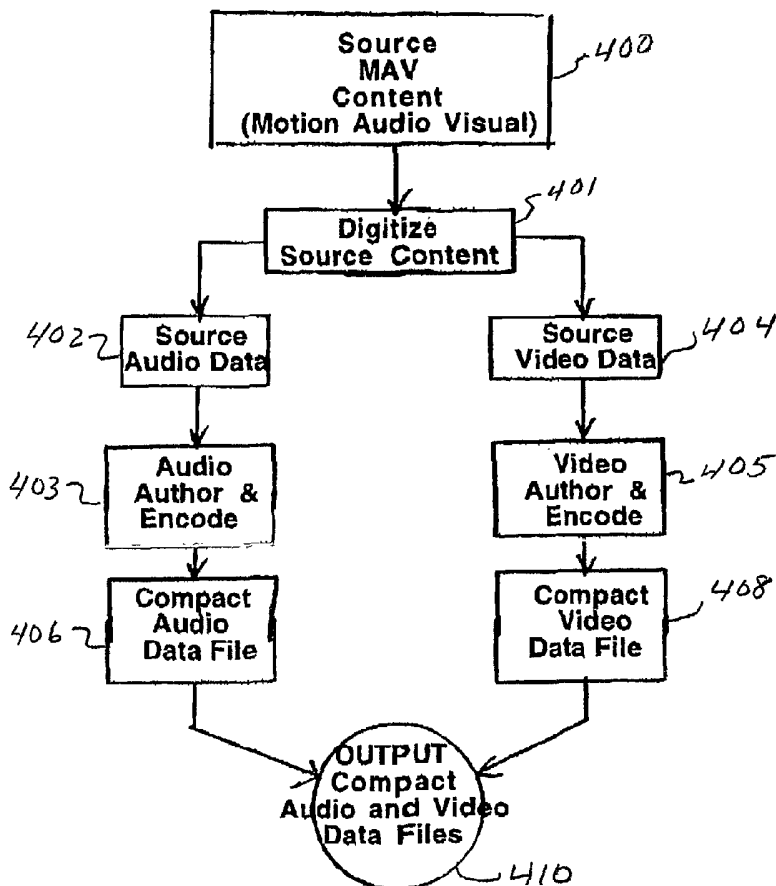 Source
MAV
Content
(Motion Audio Visual)
400
401
Digitize
Source Content
402
Source
Audio Data
Source
Video Data
404
403
Audio
Author &
Encode
Video
Author &
Encode
405
406
Compact
Audio
Data File
Compact
Video
Data File
408
OUTPUT
Compact
Audio and Video
Data Files
410